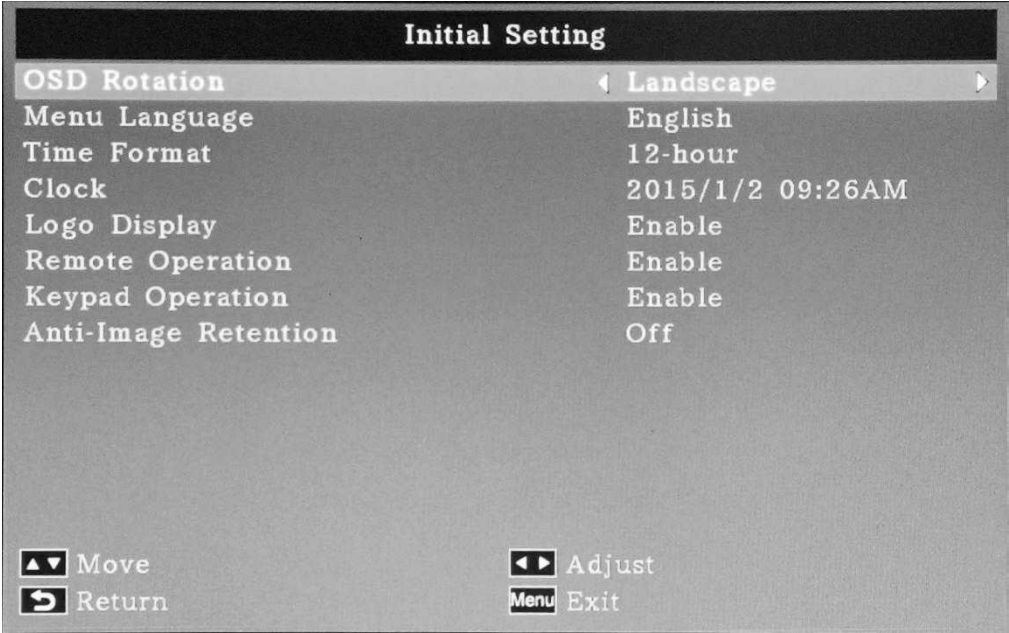 Initial Setting
OSD Rotation Landscape
Menu Language English
Time Format 12-hour
Clock 2015/1/2 09:26AM
Logo Display Enable
Remote Operation Enable
Keypad Operation Enable
Anti-Image Retention Off
Move Adjust
Return Menu Exit